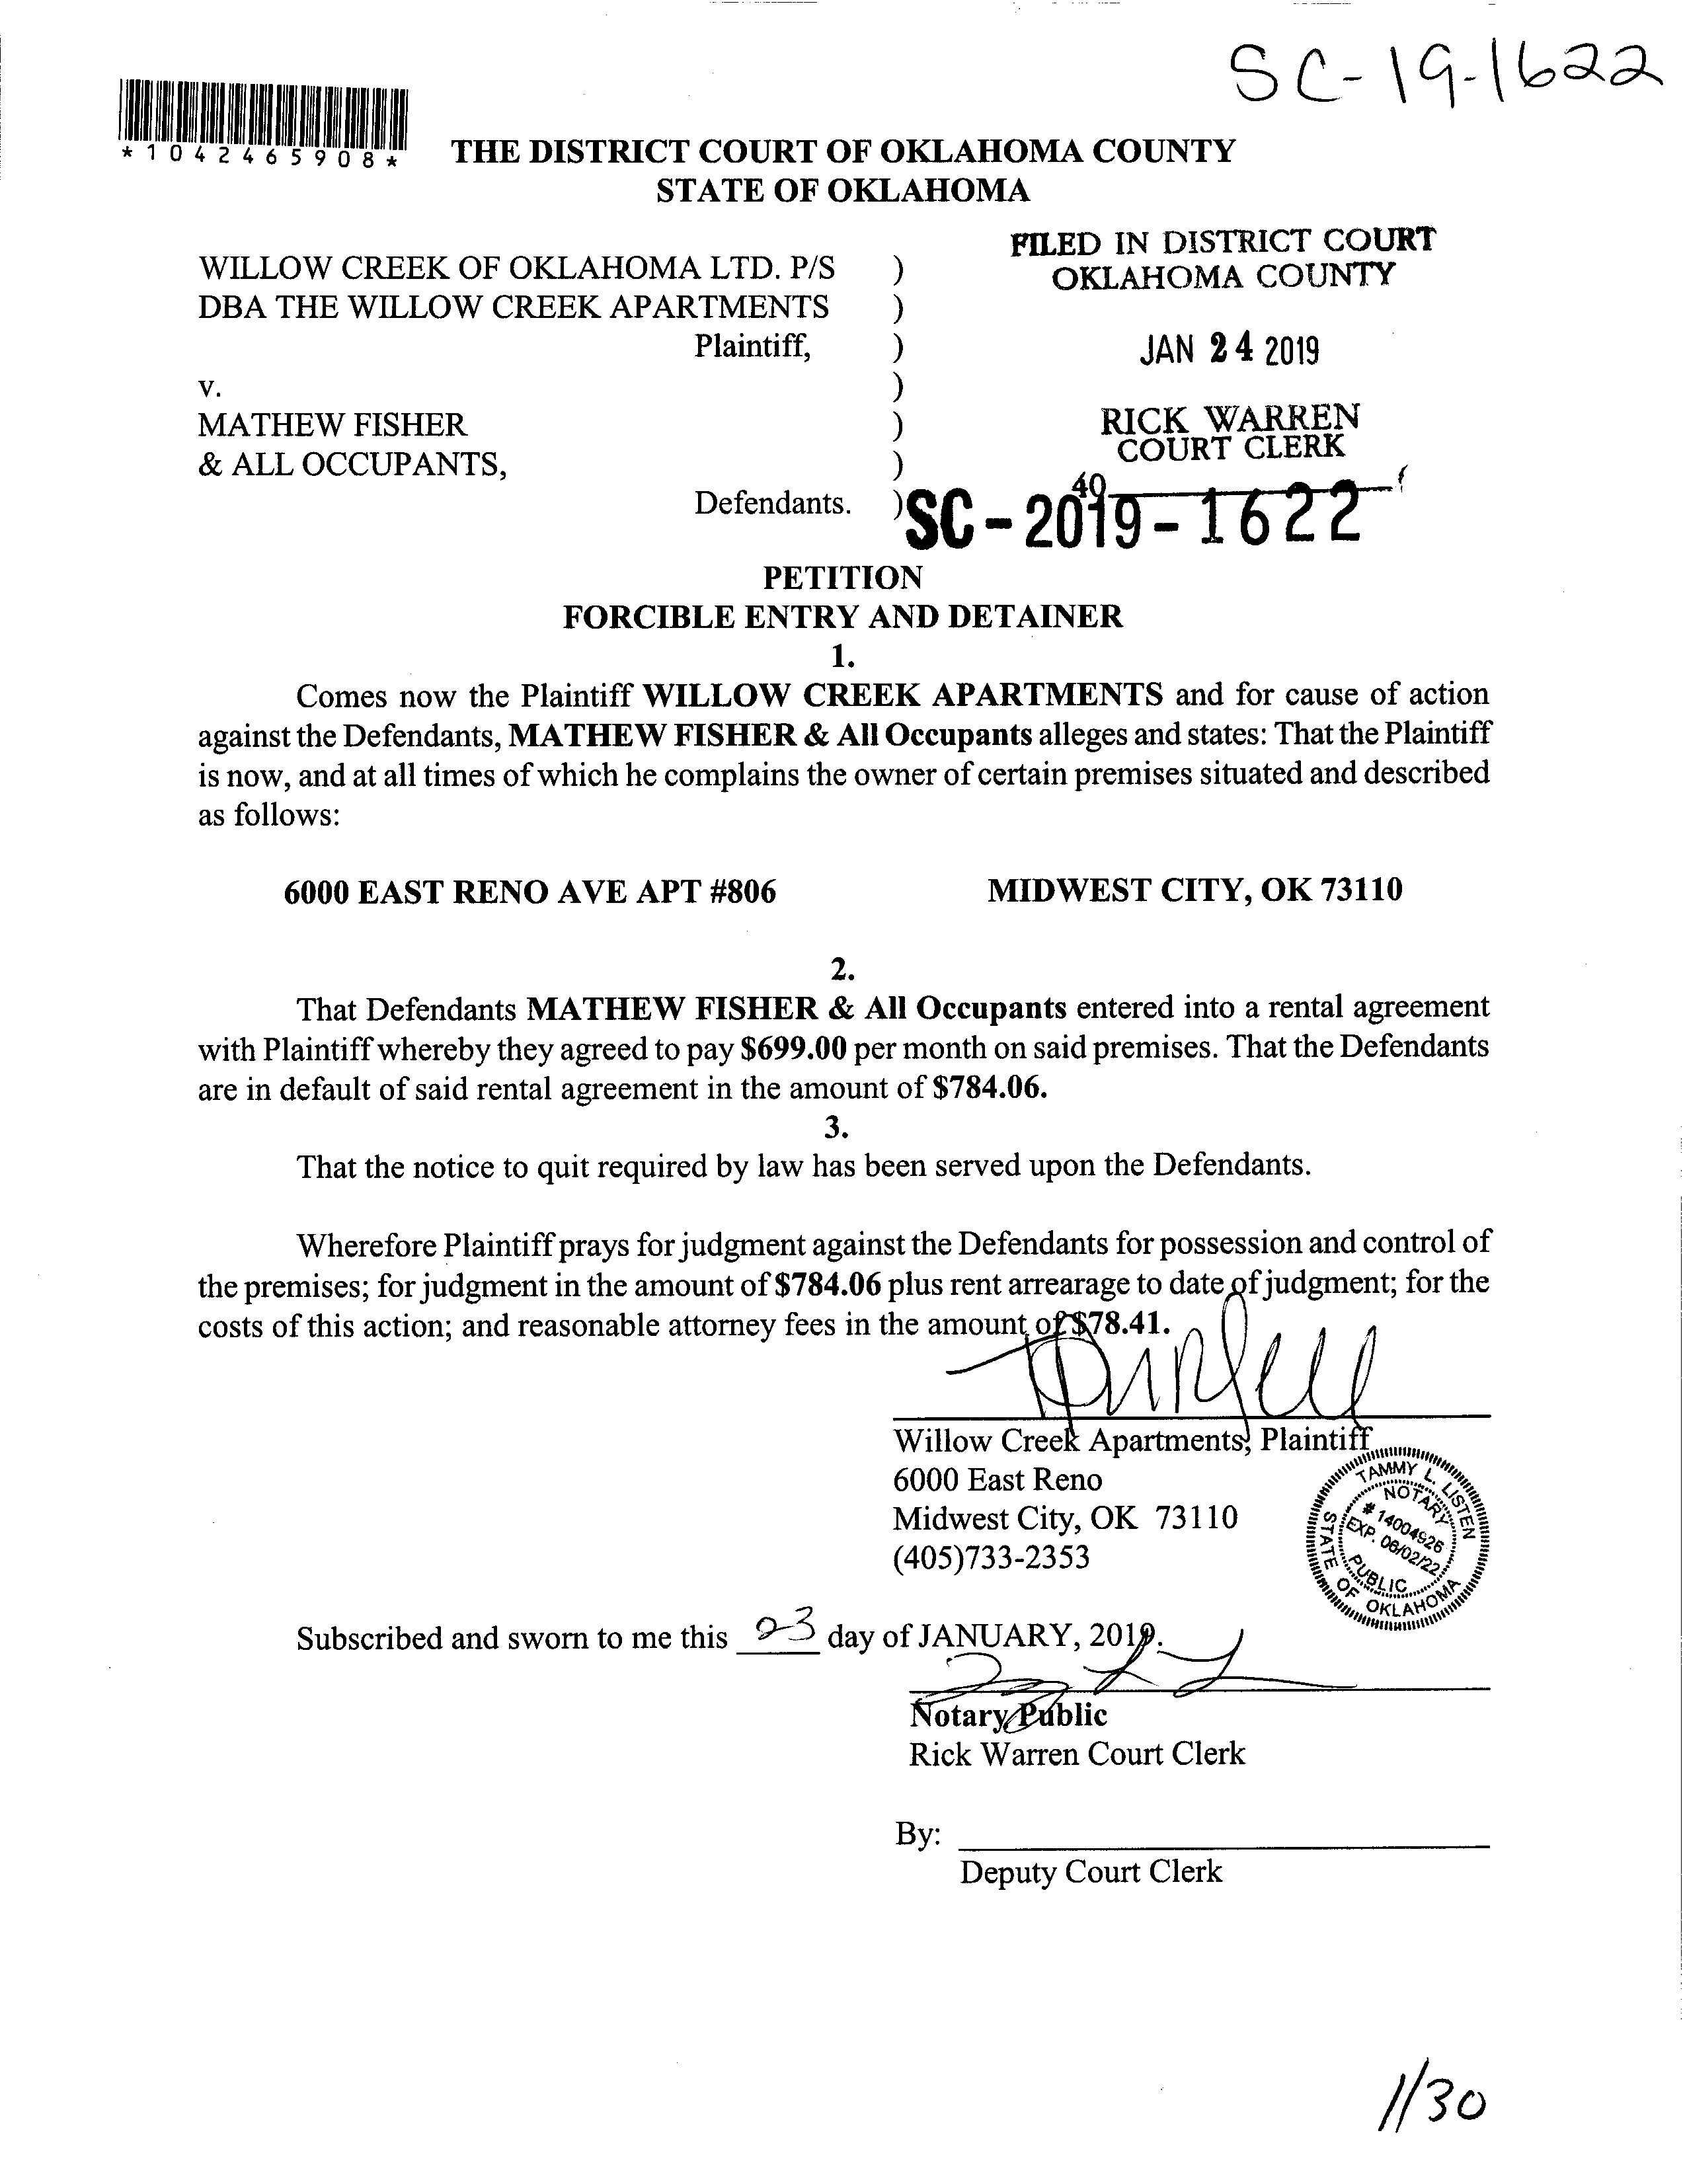 SC-19-1622
*1042465908*
THE DISTRICT COURT OF OKLAHOMA COUNTY
STATE OF OKLAHOMA
FILED IN DISTRICT COURT
OKLAHOMA COUNTY
JAN 24 2019
RICK WARREN
COURT CLERK
40
SC-2019-1622
WILLOW CREEK OF OKLAHOMA LTD. P/S )
DBA THE WILLOW CREEK APARTMENTS )
Plaintiff, )
)
v.
MATHEW FISHER )
& ALL OCCUPANTS, )
Defendants. )
PETITION
FORCIBLE ENTRY AND DETAINER
1.
Comes now the Plaintiff WILLOW CREEK APARTMENTS and for cause of action
against the Defendants, MATHEW FISHER & All Occupants alleges and states: That the Plaintiff
is now, and at all times of which he complains the owner of certain premises situated and described
as follows:
6000 EAST RENO AVE APT #806 MIDWEST CITY, OK 73110
2.
That Defendants MATHEW FISHER & All Occupants entered into a rental agreement
with Plaintiff whereby they agreed to pay $699.00 per month on said premises. That the Defendants
are in default of said rental agreement in the amount of $784.06.
3.
That the notice to quit required by law has been served upon the Defendants.
Wherefore Plaintiff prays for judgment against the Defendants for possession and control of
the premises; for judgment in the amount of $784.06 plus rent arrearage to date of judgment; for the
costs of this action; and reasonable attorney fees in the amount of $78.41.
Willow Creek Apartments, Plaintiff
6000 East Reno
Midwest City, OK 73110
(405)733-2353
TAMMY L. LISTEN
NOTARY
# 14004926
EXP. 06/02/22
PUBLIC
STATE OF OKLAHOMA
Subscribed and sworn to me this 23 day of JANUARY, 2019.
Notary Public
Rick Warren Court Clerk
By:
Deputy Court Clerk
1/30